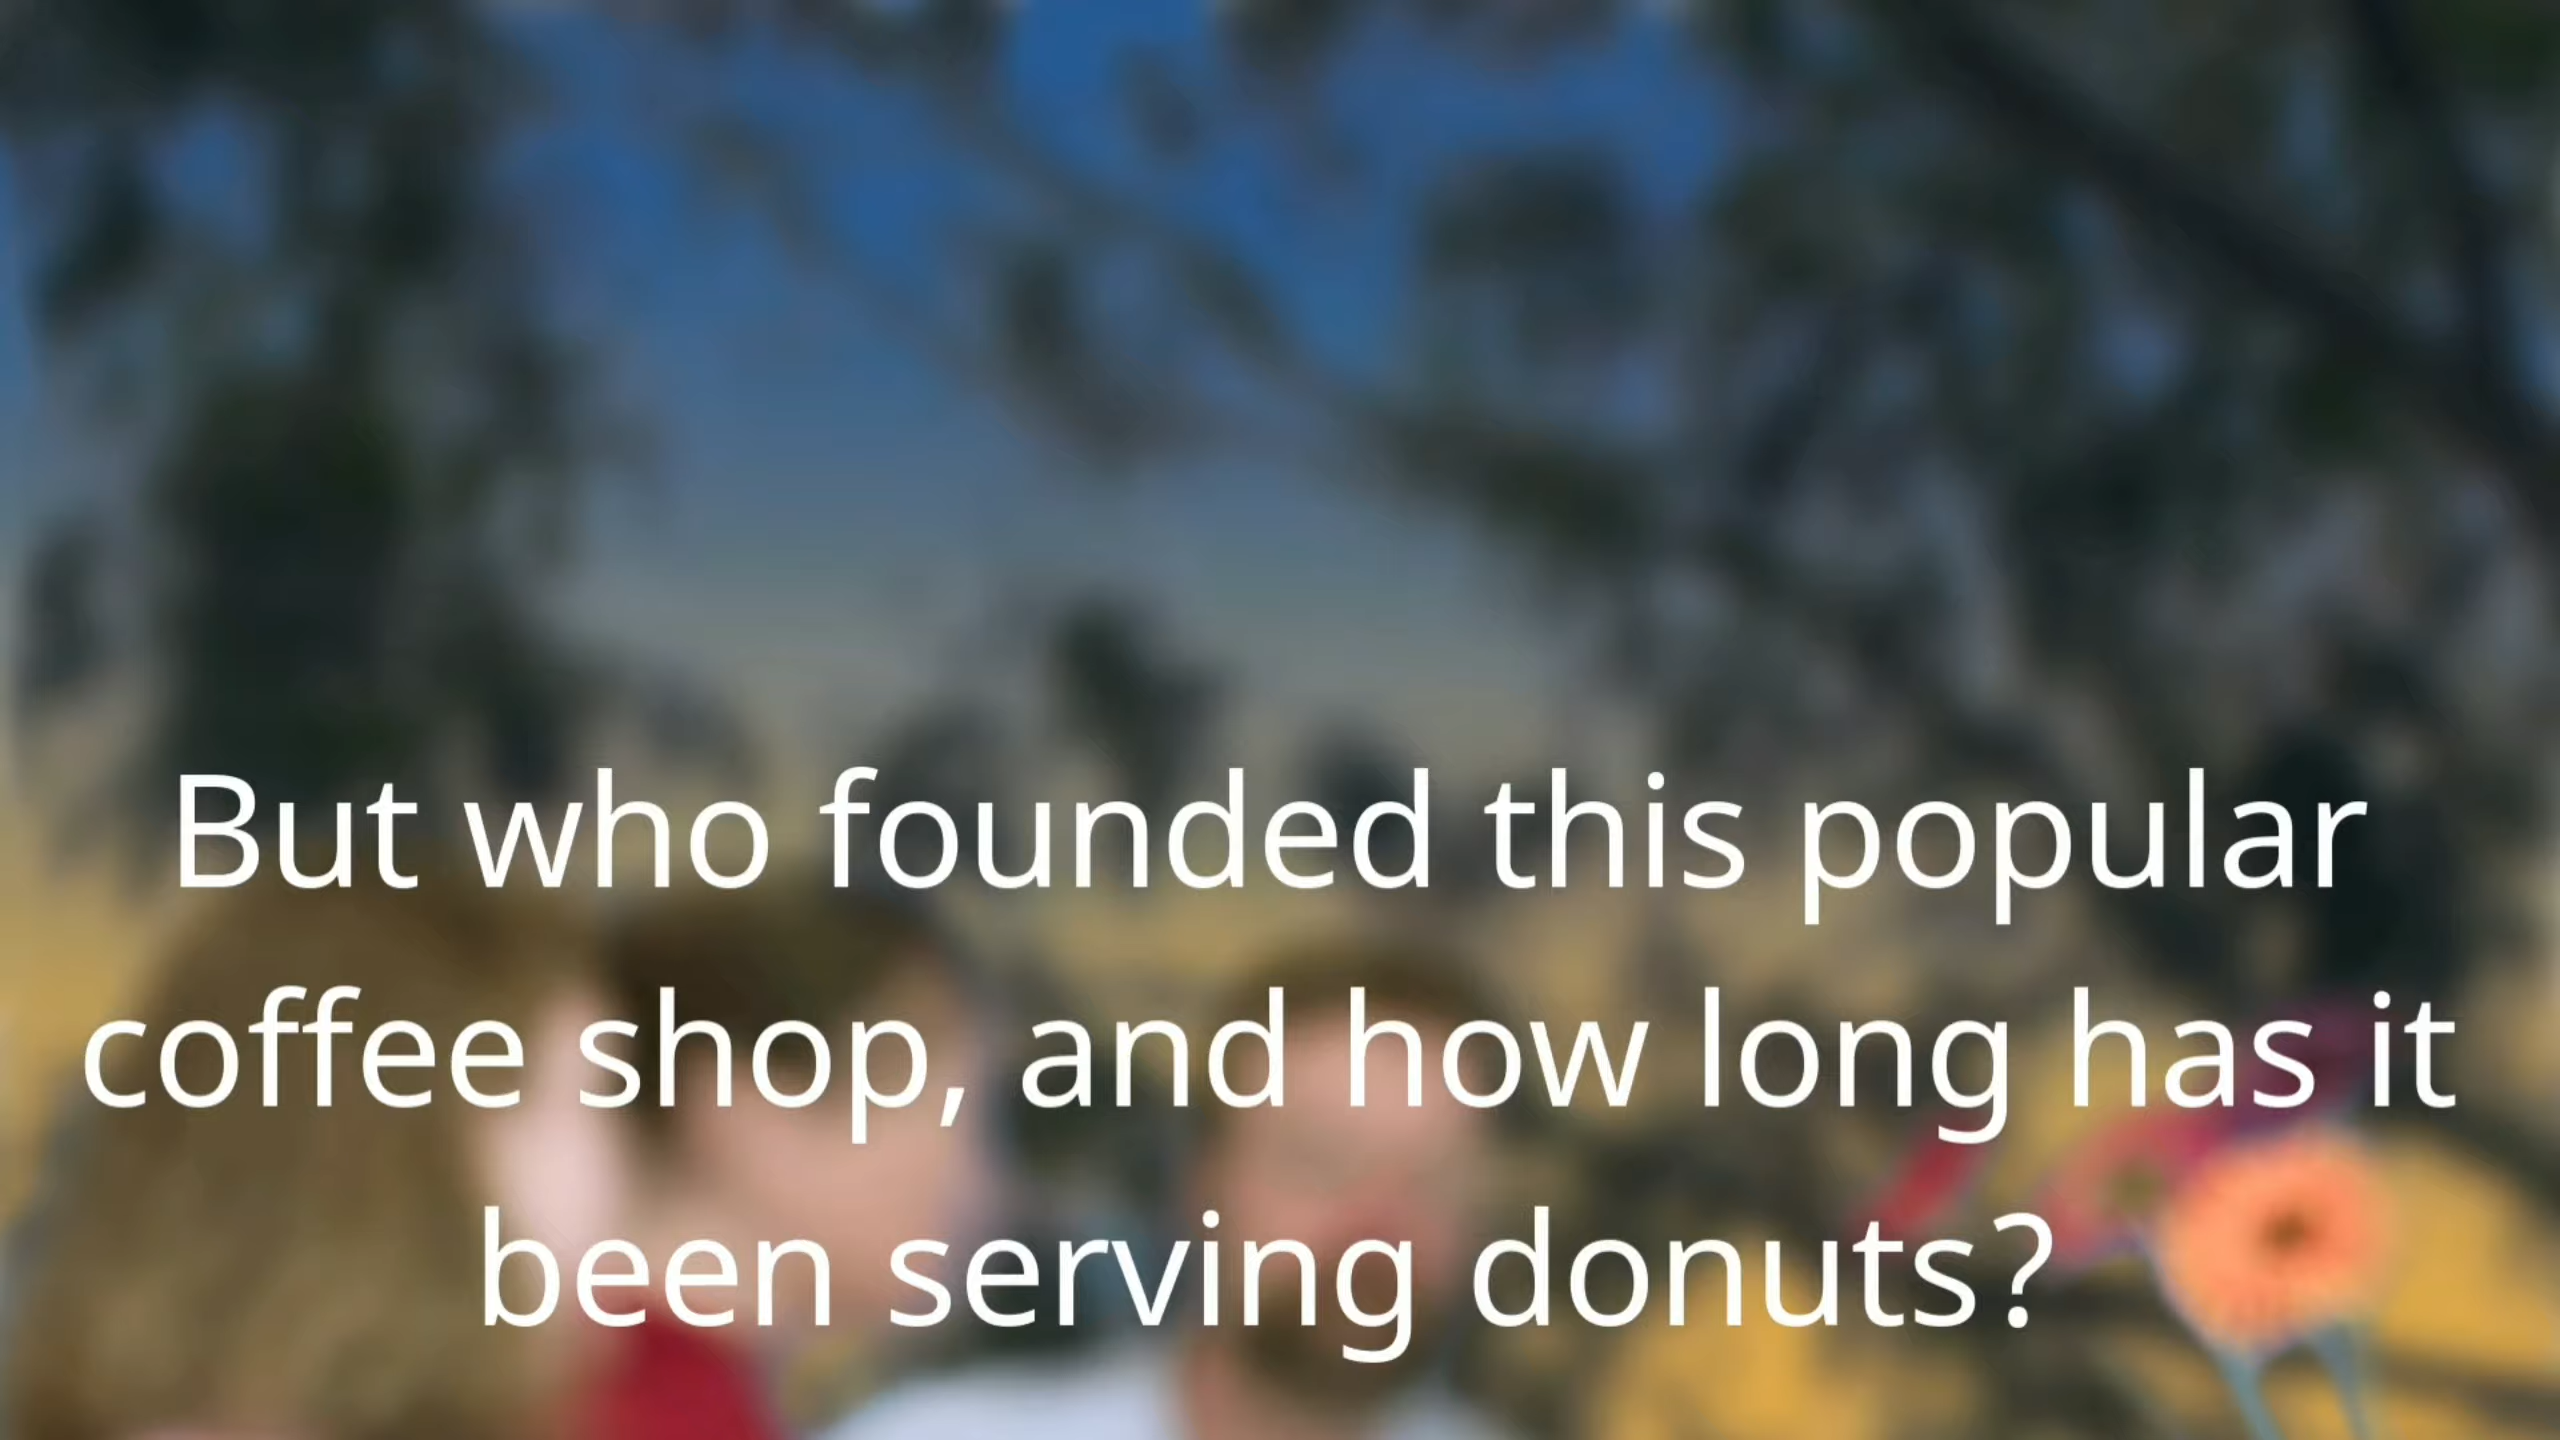 But who founded this popular
coffee shop, and how long has it
been serving donuts?